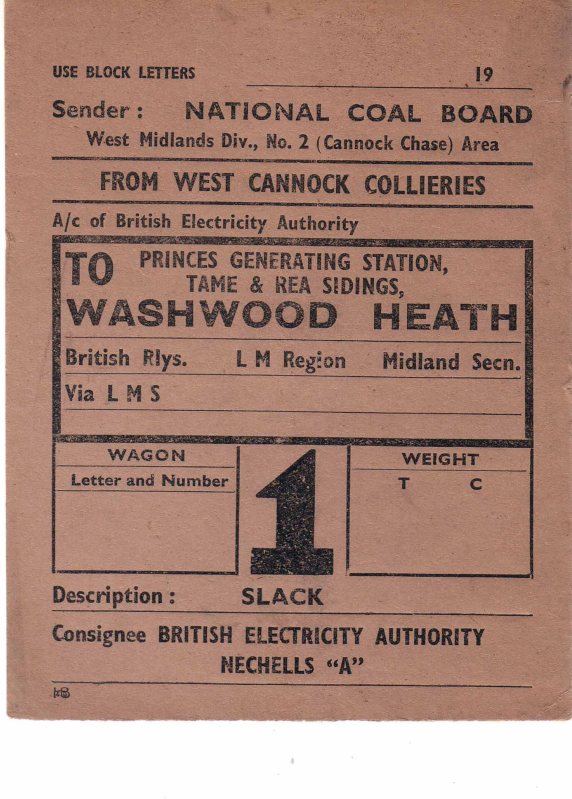 USE BLOCK LETTERS 19
Sender : NATIONAL COAL BOARD
West Midlands Div., No. 2 (Cannock Chase) Area
FROM WEST CANNOCK COLLIERIES
A/c of British Electricity Authority
TO PRINCES GENERATING STATION,
TAME & REA SIDINGS,
WASHWOOD HEATH
British Rlys. L M Region Midland Secn.
Via L M S
WAGON
Letter and Number
1
WEIGHT
T C
Description : SLACK
Consignee BRITISH ELECTRICITY AUTHORITY
NECHELLS “A”